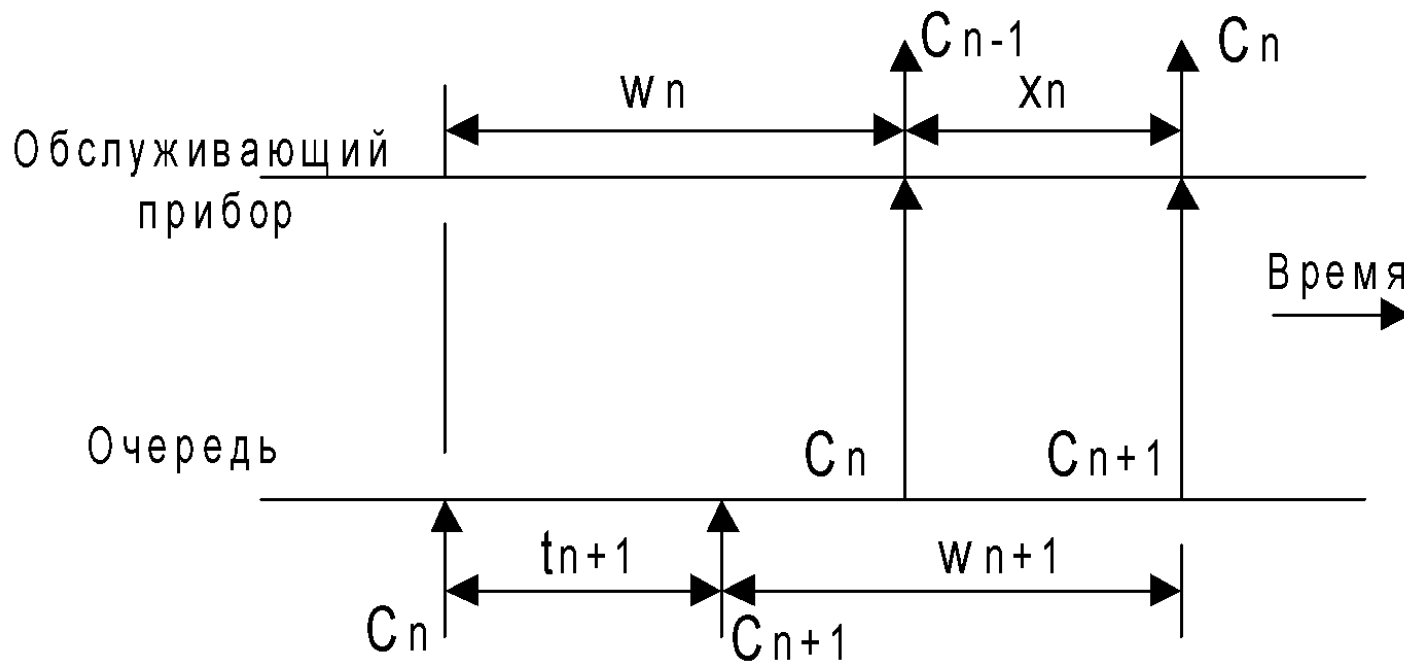 Cn-1
Cn
wn
xn
Обслуживающий
прибор
Время
Очередь
Cn
Cn+1
tn+1
wn+1
Cn
Cn+1